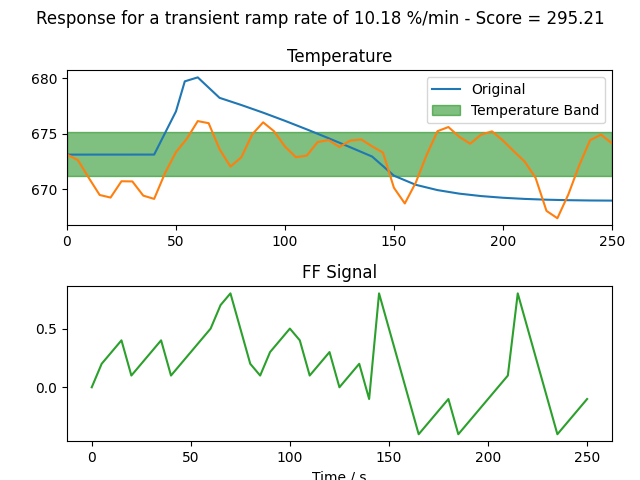 Response for a transient ramp rate of 10.18 %/min - Score = 295.21
Temperature
Original
Temperature Band
680
675
670
0 50 100 150 200 250
FF Signal
0.5
0.0
0 50 100 150 200 250
Time / s